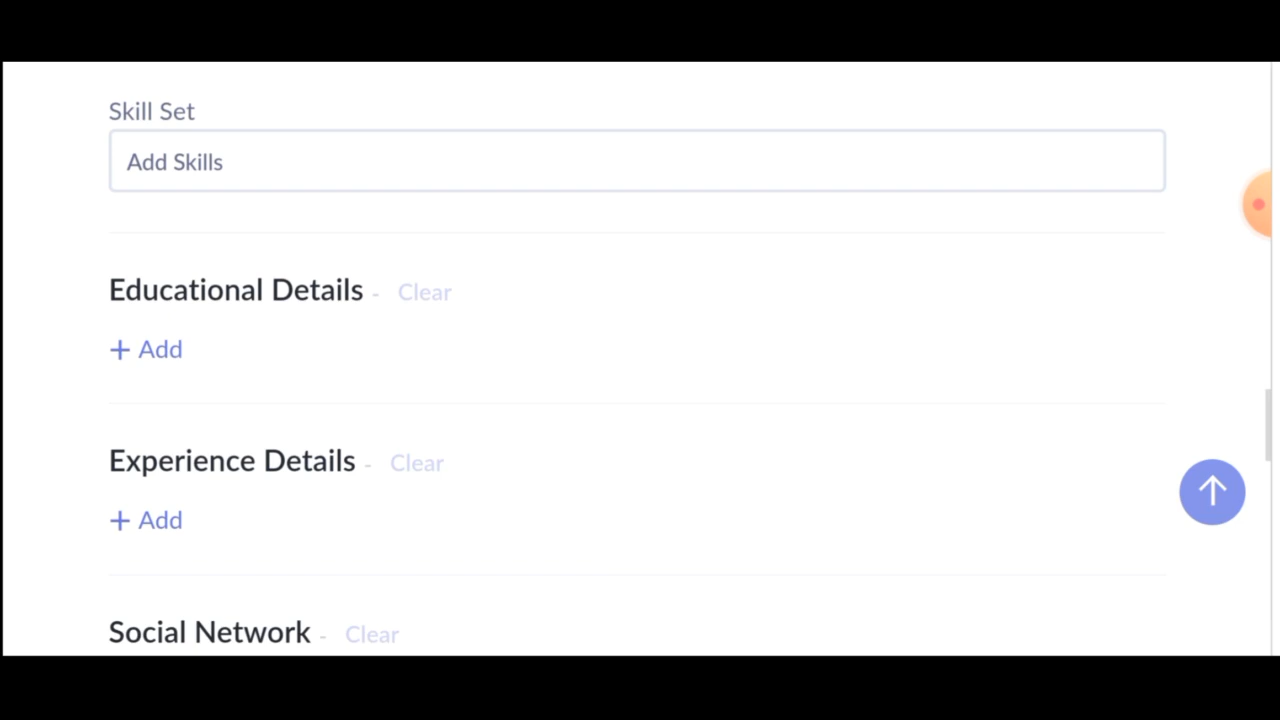 Skill Set
Add Skills
Educational Details - Clear
+ Add
Experience Details - Clear
+ Add
Social Network - Clear